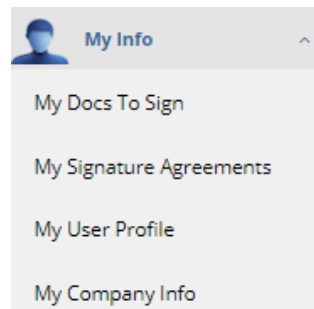 My Info
My Docs To Sign
My Signature Agreements
My User Profile
My Company Info